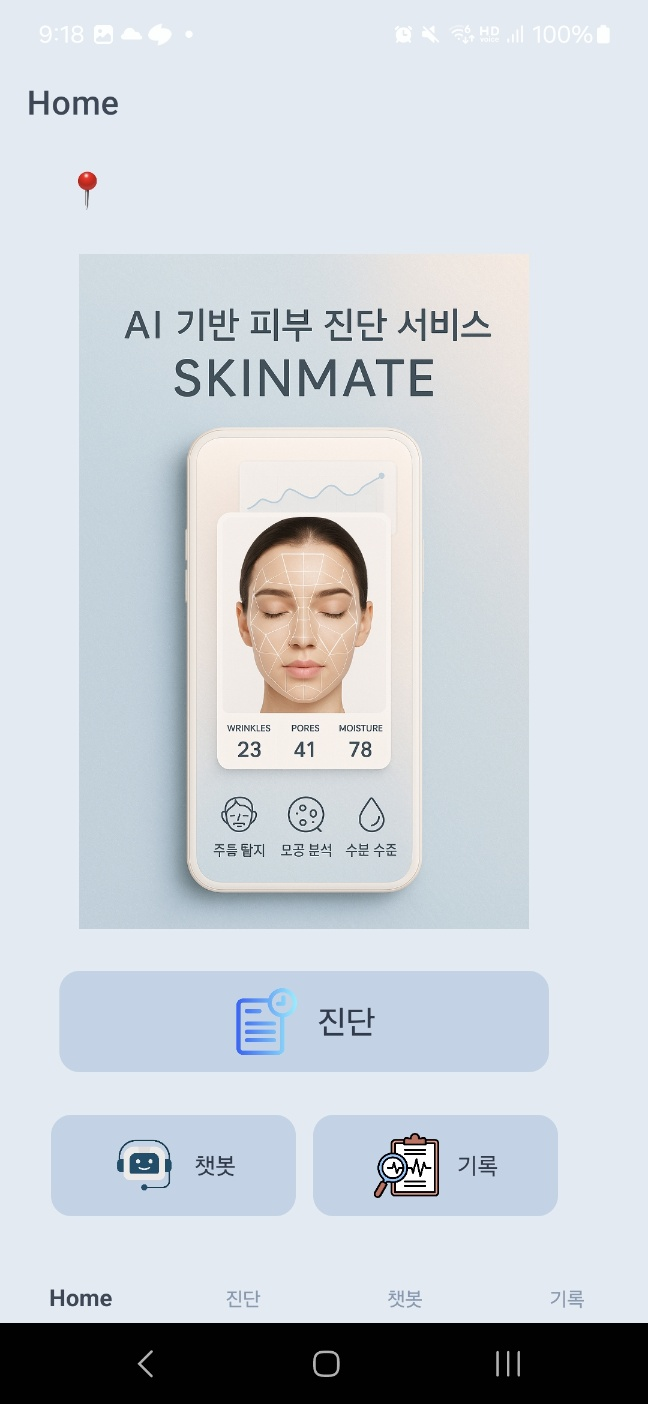 9:18 HD 100%
Home
AI 기반 피부 진단 서비스
SKINMATE
WRINKLES PORES MOISTURE
23 41 78
주름 탐지 모공 분석 수분 수준
진단
챗봇 기록
Home 진단 챗봇 기록